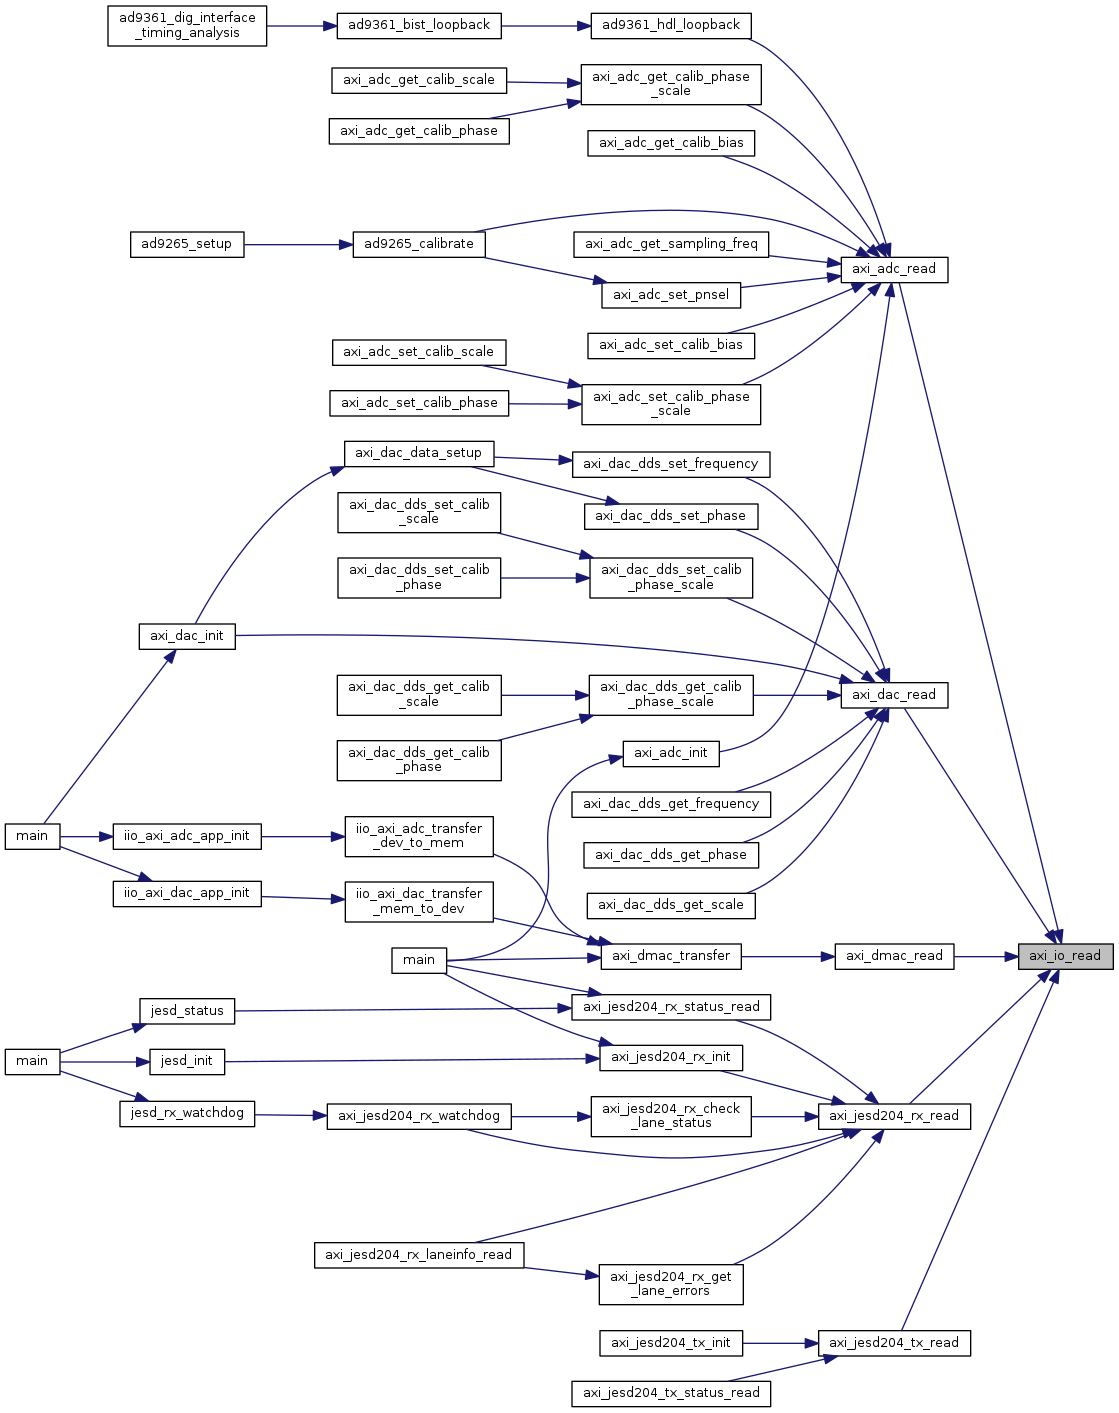 ad9361_dig_interface
_timing_analysis
ad9361_bist_loopback
ad9361_hdl_loopback
axi_adc_get_calib_scale
axi_adc_get_calib_phase
_scale
axi_adc_get_calib_phase
axi_adc_get_calib_bias
ad9265_setup
ad9265_calibrate
axi_adc_get_sampling_freq
axi_adc_read
axi_adc_set_pnsel
axi_adc_set_calib_bias
axi_adc_set_calib_scale
axi_adc_set_calib_phase
axi_adc_set_calib_phase
_scale
axi_dac_data_setup
axi_dac_dds_set_frequency
axi_dac_dds_set_calib
_scale
axi_dac_dds_set_phase
axi_dac_dds_set_calib
_phase
axi_dac_dds_set_calib
_phase_scale
axi_dac_init
axi_dac_dds_get_calib
_scale
axi_dac_dds_get_calib
_phase_scale
axi_dac_read
axi_dac_dds_get_calib
_phase
axi_adc_init
axi_dac_dds_get_frequency
main
iio_axi_adc_app_init
iio_axi_adc_transfer
_dev_to_mem
axi_dac_dds_get_phase
iio_axi_dac_app_init
iio_axi_dac_transfer
_mem_to_dev
axi_dac_dds_get_scale
main
axi_dmac_transfer
axi_dmac_read
axi_io_read
jesd_status
axi_jesd204_rx_status_read
main
jesd_init
axi_jesd204_rx_init
jesd_rx_watchdog
axi_jesd204_rx_watchdog
axi_jesd204_rx_check
_lane_status
axi_jesd204_rx_read
axi_jesd204_rx_laneinfo_read
axi_jesd204_rx_get
_lane_errors
axi_jesd204_tx_init
axi_jesd204_tx_read
axi_jesd204_tx_status_read